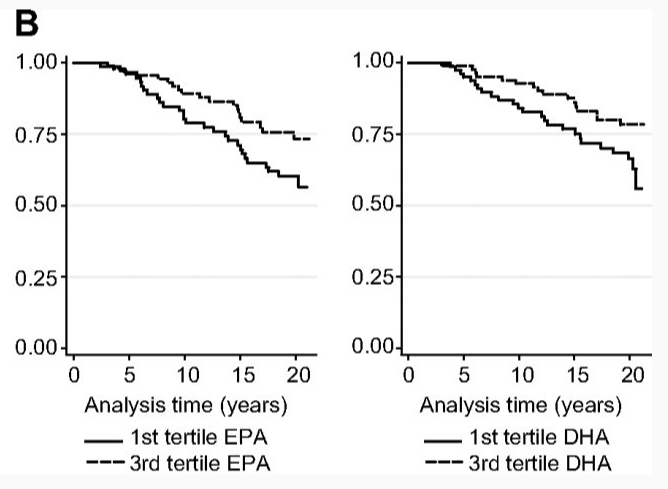 B
1.00
0.75
0.50
0.25
0.00
0 5 10 15 20
Analysis time (years)
1st tertile EPA
3rd tertile EPA
1.00
0.75
0.50
0.25
0.00
0 5 10 15 20
Analysis time (years)
1st tertile DHA
3rd tertile DHA